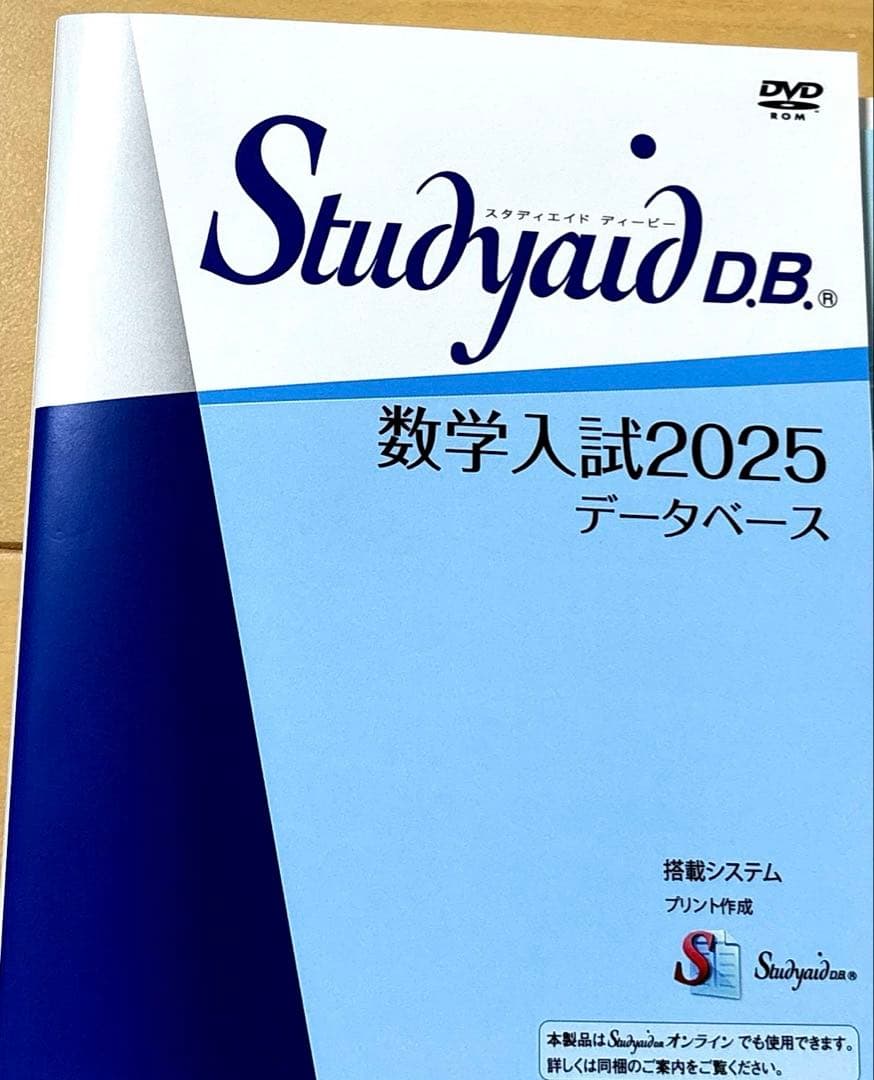 DVD
ROM
スタディエイド ディービー
Studyaid D.B.®
数学入試2025
データベース
搭載システム
プリント作成
S Studyaid D.B.®
本製品はStudyaid D.B.オンラインでも使用できます。
詳しくは同梱のご案内をご覧ください。